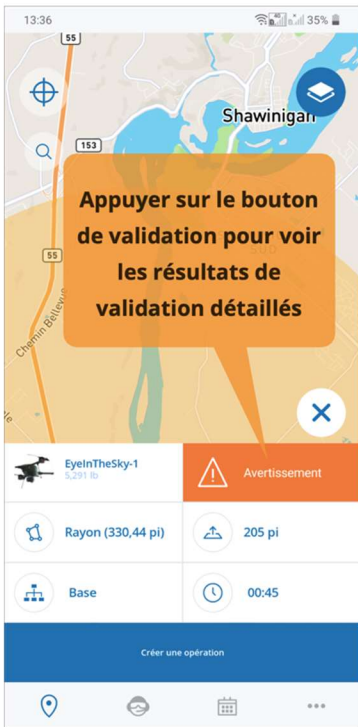 13:36
4G
35%
55
Shawinigan
153
Appuyer sur le bouton
de validation pour voir
les résultats de
validation détaillés
55
Chemin Bellevue
EyeInTheSky-1
5,291 lb
Avertissement
Rayon (330,44 pi)
205 pi
Base
00:45
Créer une opération